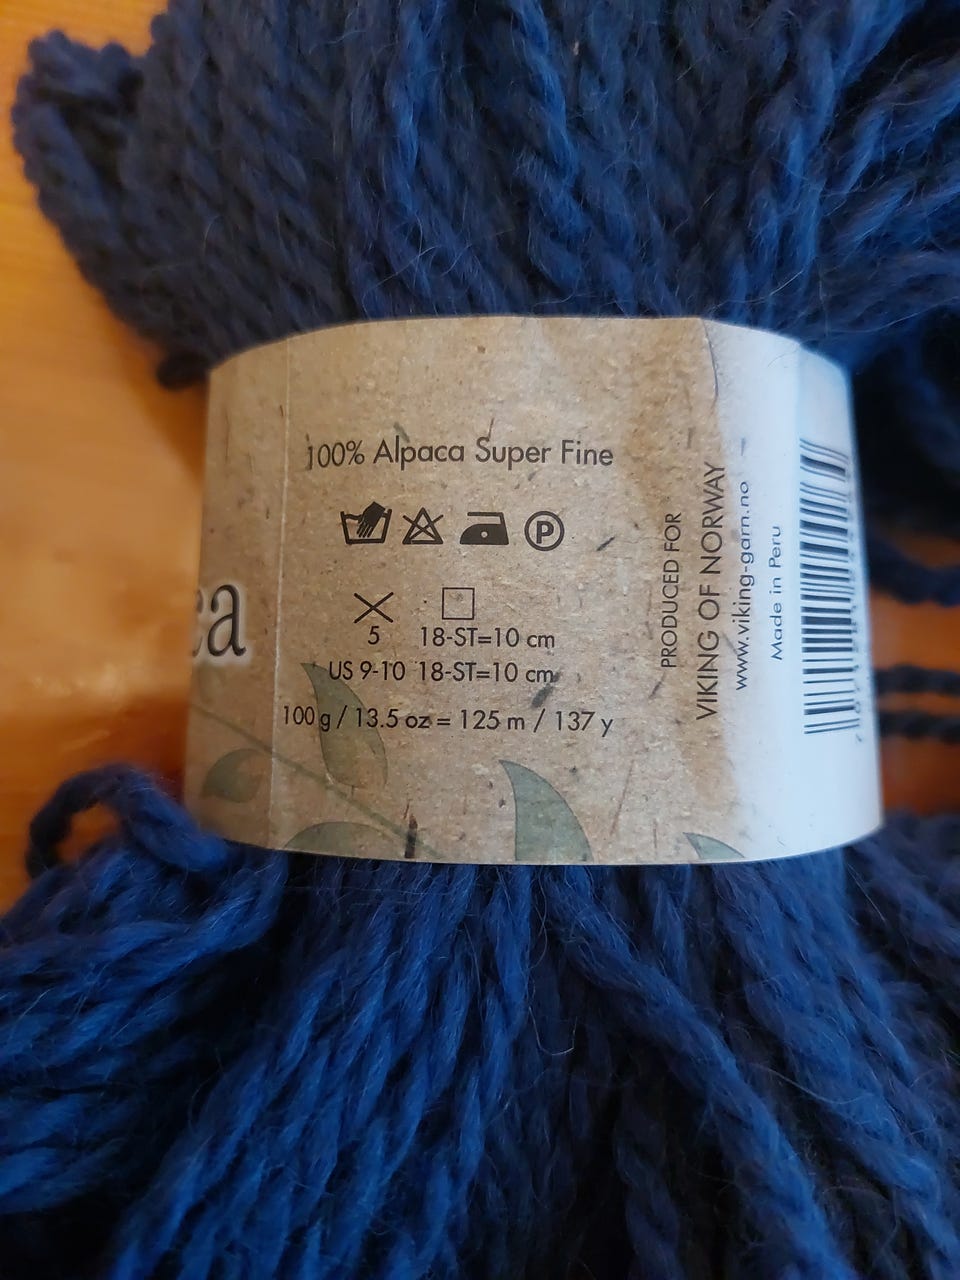 100% Alpaca Super Fine
P
5 18-ST=10 cm
US 9-10 18-ST=10 cm
100 g / 13.5 oz = 125 m / 137 y
PRODUCED FOR
VIKING OF NORWAY
www.viking-garn.no
Made in Peru
ca